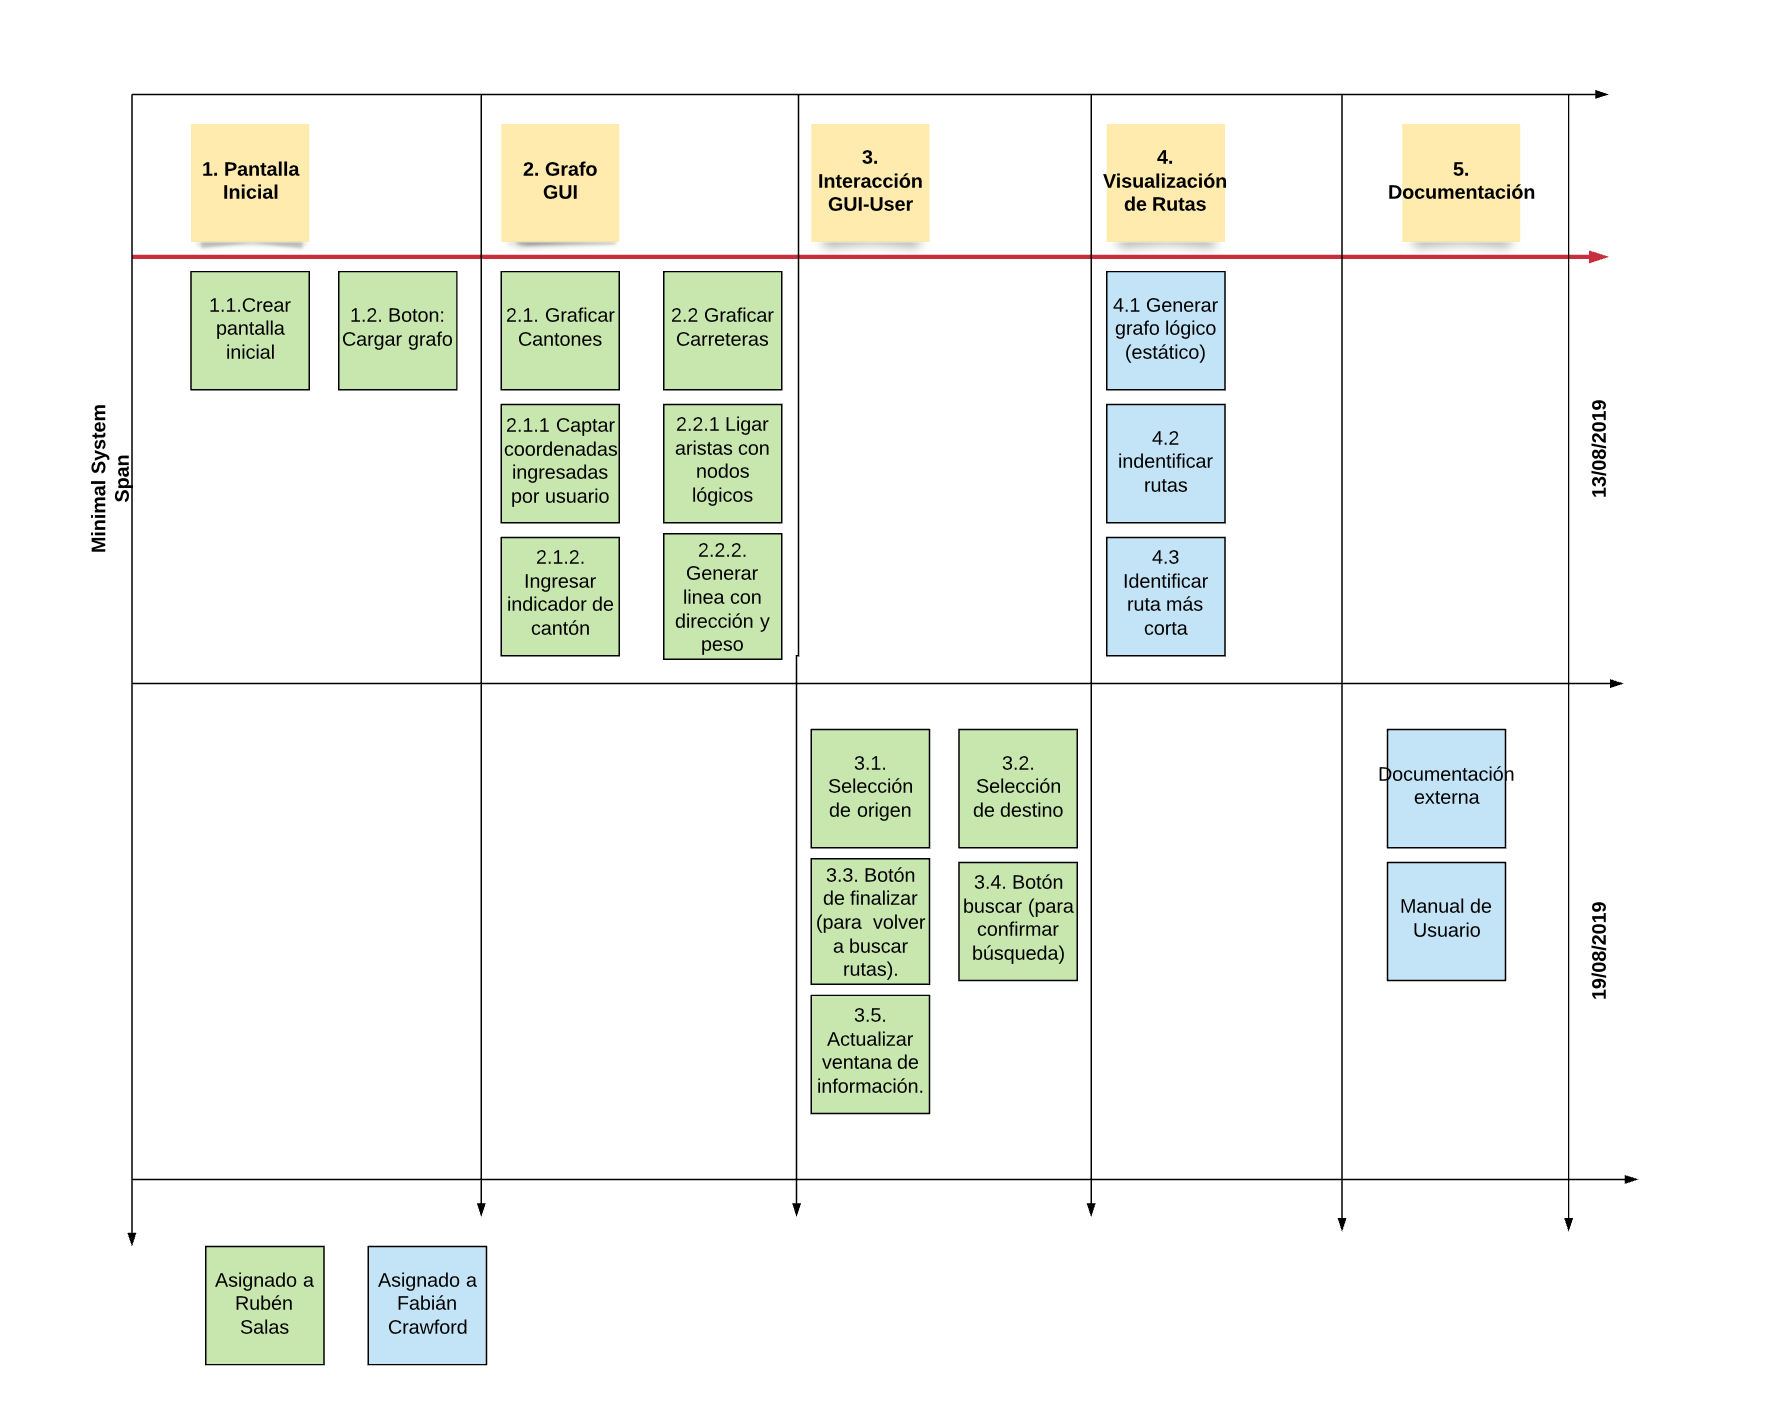 1. Pantalla
Inicial
2. Grafo
GUI
3.
Interacción
GUI-User
4.
Visualización
de Rutas
5.
Documentación
Minimal System
Span
1.1.Crear
pantalla
inicial
1.2. Boton:
Cargar grafo
2.1. Graficar
Cantones
2.2 Graficar
Carreteras
4.1 Generar
grafo lógico
(estático)
2.1.1 Captar
coordenadas
ingresadas
por usuario
2.2.1 Ligar
aristas con
nodos
lógicos
4.2
indentificar
rutas
2.1.2.
Ingresar
indicador de
cantón
2.2.2.
Generar
linea con
dirección y
peso
4.3
Identificar
ruta más
corta
13/08/2019
3.1.
Selección
de origen
3.2.
Selección
de destino
Documentación
externa
3.3. Botón
de finalizar
(para  volver
a buscar
rutas).
3.4. Botón
buscar (para
confirmar
búsqueda)
Manual de
Usuario
3.5.
Actualizar
ventana de
información.
19/08/2019
Asignado a
Rubén
Salas
Asignado a
Fabián
Crawford